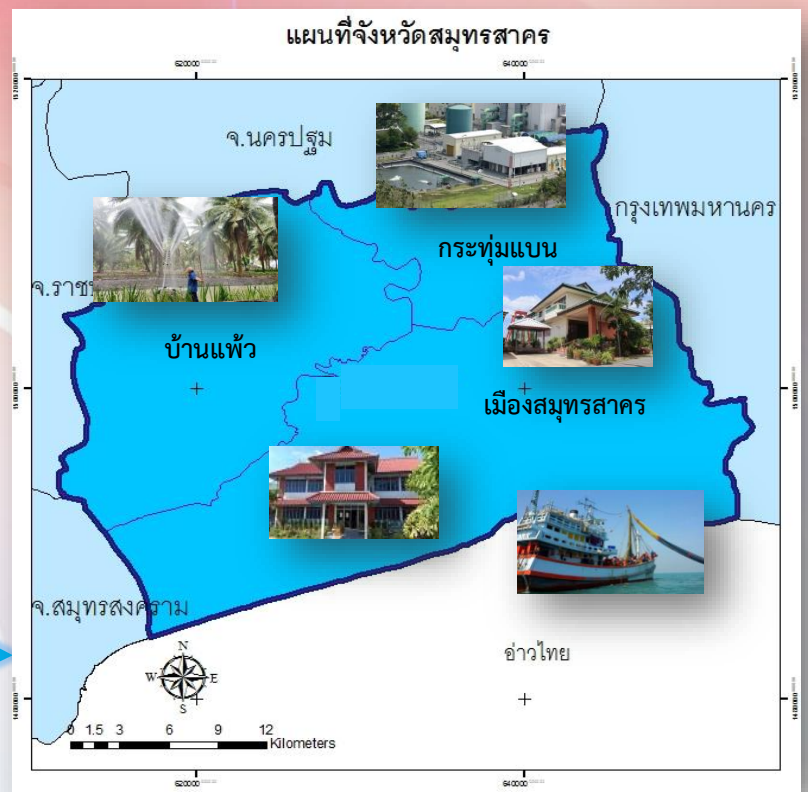 แผนที่จังหวัดสมุทรสาคร
620000
640000
จ.นครปฐม
กรุงเทพมหานคร
กระทุ่มแบน
จ.ราช
บ้านแพ้ว
เมืองสมุทรสาคร
จ.สมุทรสงคราม
อ่าวไทย
N
W E
S
0 1.5 3 6 9 12
Kilometers
620000
640000